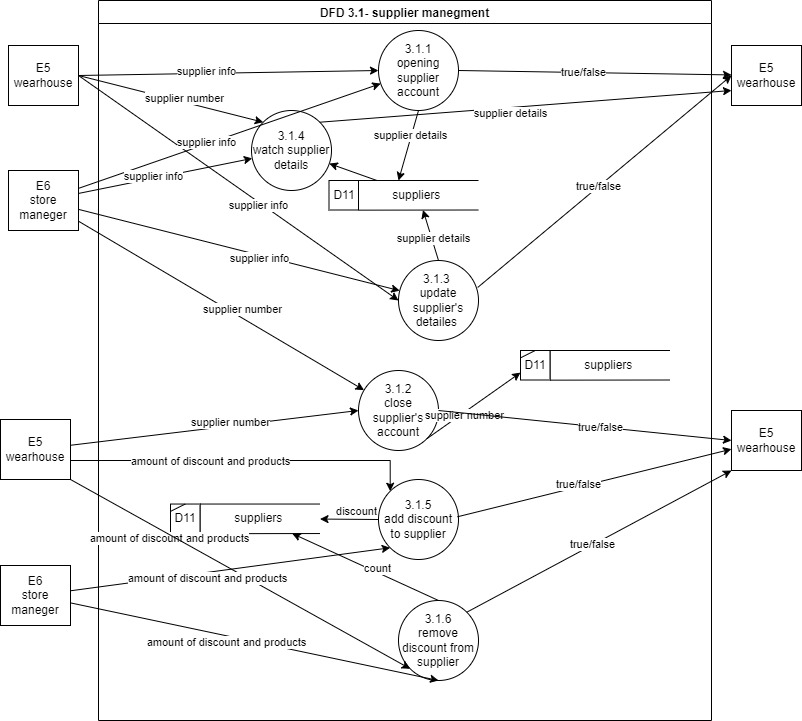 DFD 3.1- supplier manegment
E5
wearhouse
supplier info
3.1.1
opening
supplier
account
true/false
E5
wearhouse
supplier number
supplier details
supplier info
3.1.4
watch supplier
details
supplier details
E6
store
maneger
supplier info
D11
suppliers
true/false
supplier info
supplier details
supplier info
3.1.3
update
supplier's
detailes
supplier number
D11
suppliers
3.1.2
close
supplier's
account
supplier number
supplier number
true/false
E5
wearhouse
E5
wearhouse
amount of discount and products
true/false
D11
suppliers
discount
3.1.5
add discount
to supplier
amount of discount and products
true/false
count
E6
store
maneger
amount of discount and products
3.1.6
remove
discount from
supplier
amount of discount and products